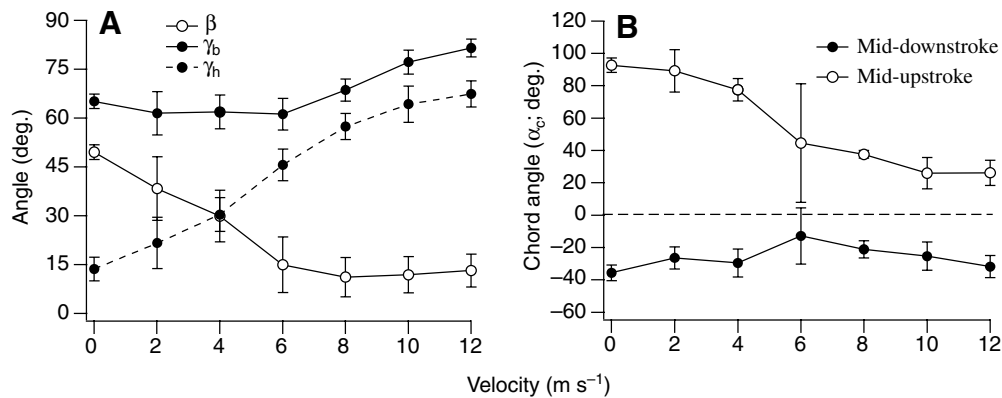 A
β
γb
γh
90
75
60
45
30
15
0
Angle (deg.)
0 2 4 6 8 10 12
B
Mid-downstroke
Mid-upstroke
120
100
80
60
40
20
0
−20
−40
−60
Chord angle (αc; deg.)
0 2 4 6 8 10 12
Velocity (m s−1)